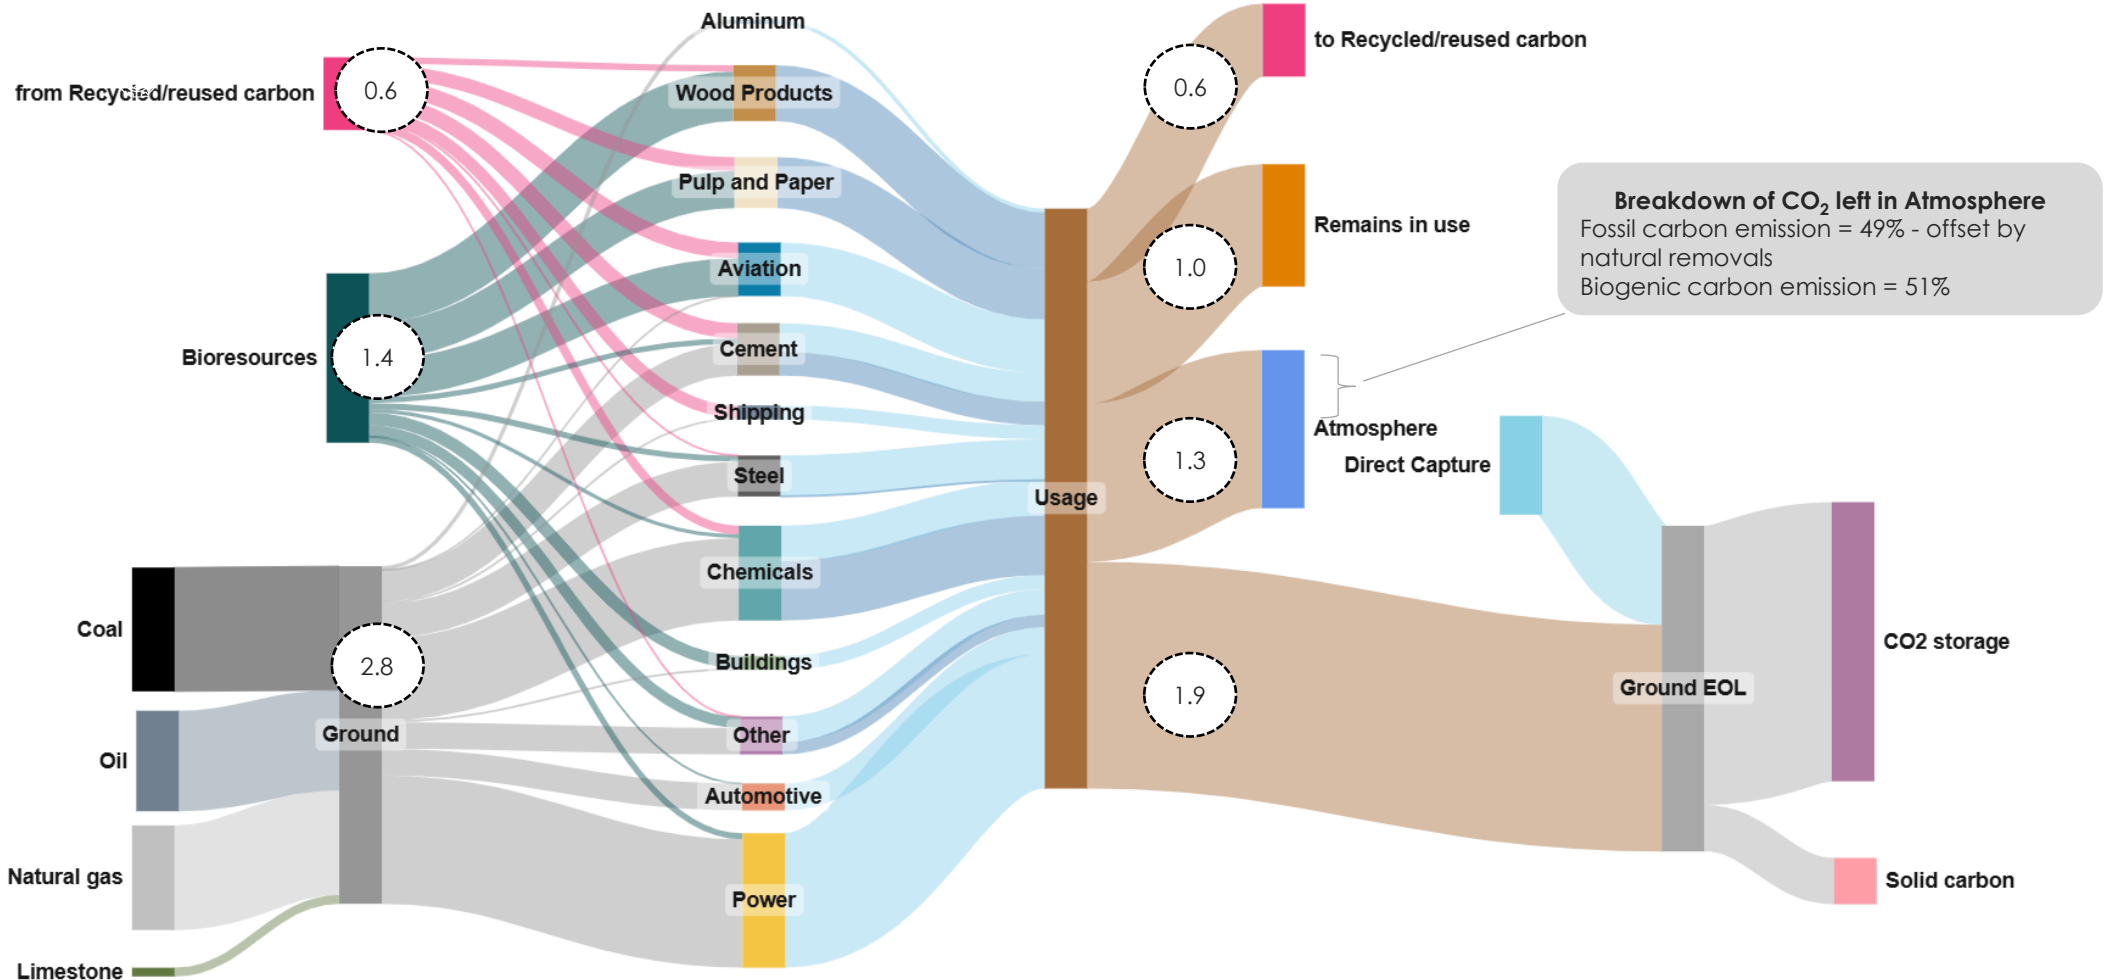 Aluminum
to Recycled/reused carbon
from Recycled/reused carbon
0.6
Wood Products
0.6
Pulp and Paper
Remains in use
Breakdown of CO2 left in Atmosphere
Fossil carbon emission = 49% - offset by
natural removals
Biogenic carbon emission = 51%
Aviation
1.0
Bioresources
1.4
Cement
Shipping
Atmosphere
1.3
Direct Capture
Steel
Usage
Chemicals
Coal
2.8
CO2 storage
Buildings
1.9
Ground EOL
Ground
Other
Oil
Automotive
Natural gas
Solid carbon
Power
Limestone